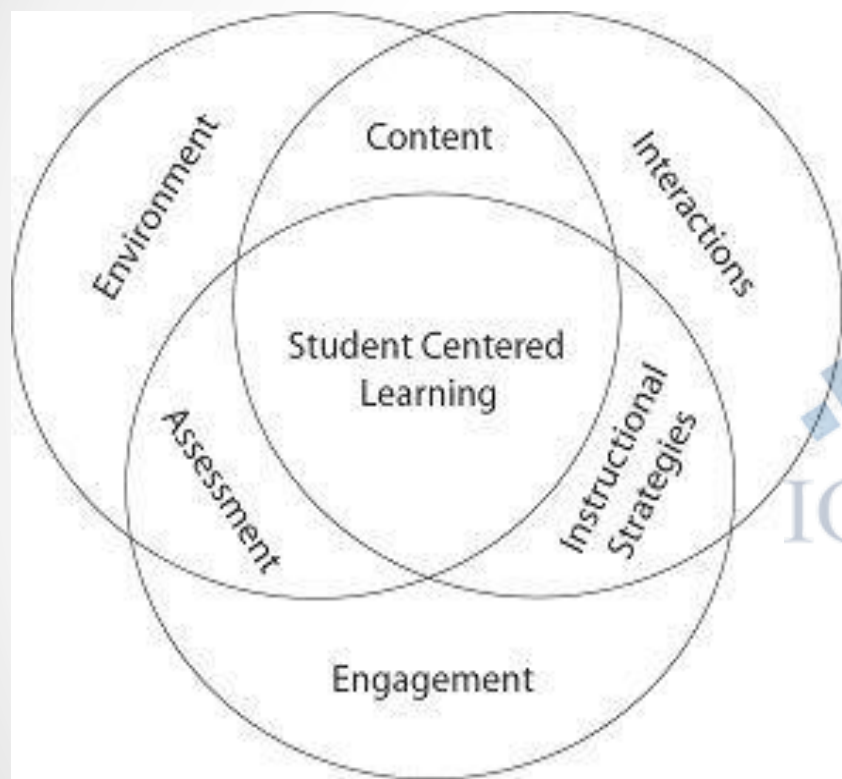 Content
Environment
Interactions
Student Centered
Learning
Assessment
Instructional
Strategies
Engagement